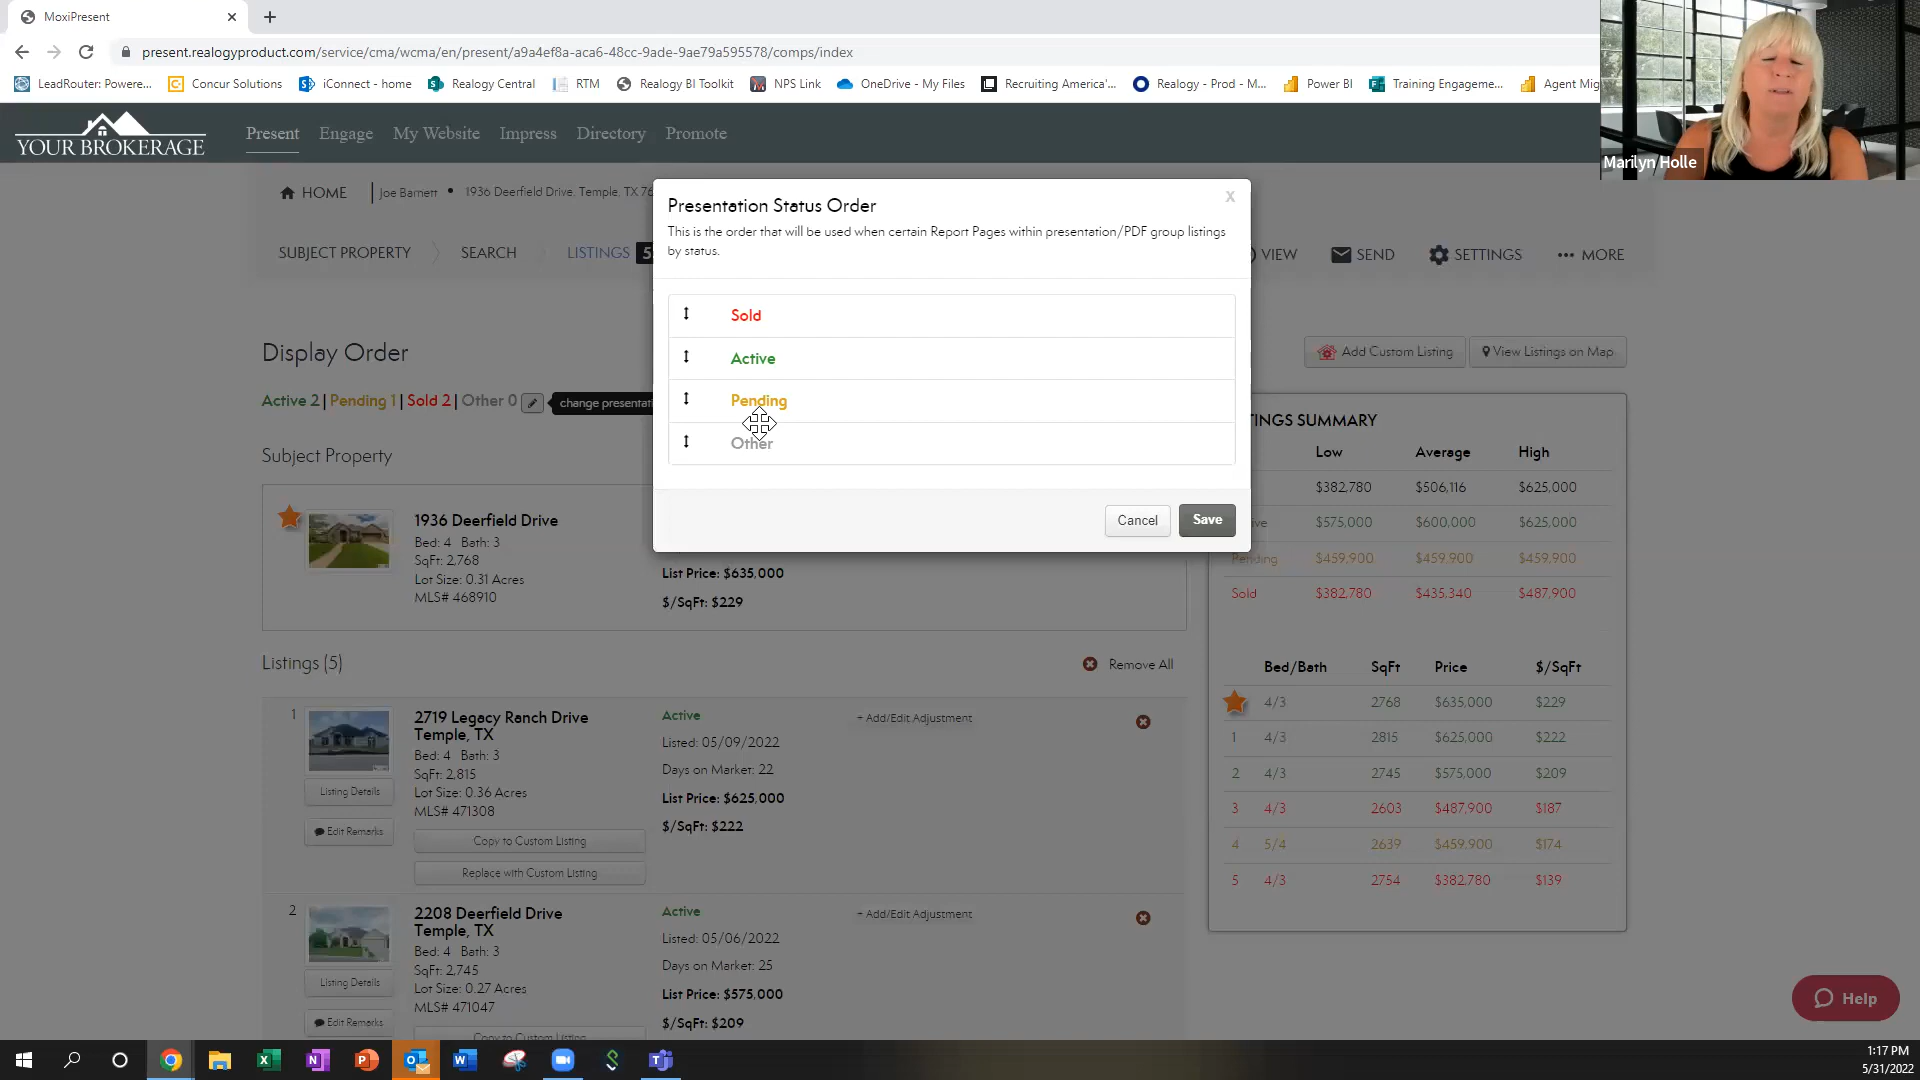 MoxiPresent
present.realogyproduct.com/service/cma/wcma/en/present/a9a4ef8a-aca6-48cc-9ade-9ae79a595578/comps/index
LeadRouter: Powere... Concur Solutions iConnect - home Realogy Central RTM Realogy BI Toolkit NPS Link OneDrive - My Files Recruiting America'... Realogy - Prod - M... Power BI Training Engageme... Agent Mig
Marilyn Holle
YOUR BROKERAGE
Present Engage My Website Impress Directory Promote
HOME Joe Barnett • 1936 Deerfield Drive, Temple, TX 76
SUBJECT PROPERTY SEARCH LISTINGS 5 VIEW SEND SETTINGS ••• MORE
Presentation Status Order
X
This is the order that will be used when certain Report Pages within presentation/PDF group listings
by status.
Sold
Active
Pending
Other
Cancel Save
Display Order
Add Custom Listing View Listings on Map
Active 2 | Pending 1 | Sold 2 | Other 0 change presentati
Subject Property
1936 Deerfield Drive
Bed: 4 Bath: 3
SqFt: 2,768
Lot Size: 0.31 Acres
MLS# 468910
List Price: $635,000
$/SqFt: $229
Listings (5)
Remove All
1
2719 Legacy Ranch Drive
Temple, TX
Bed: 4 Bath: 3
SqFt: 2,815
Lot Size: 0.36 Acres
MLS# 471308
Listing Details
Edit Remarks
Copy to Custom Listing
Replace with Custom Listing
Active
Listed: 05/09/2022
Days on Market: 22
List Price: $625,000
$/SqFt: $222
+ Add/Edit Adjustment
2
2208 Deerfield Drive
Temple, TX
Bed: 4 Bath: 3
SqFt: 2,745
Lot Size: 0.27 Acres
MLS# 471047
Listing Details
Edit Remarks
Copy to Custom Listing
Active
Listed: 05/06/2022
Days on Market: 25
List Price: $575,000
$/SqFt: $209
+ Add/Edit Adjustment
INGS SUMMARY
Low Average High
$382,780 $506,116 $625,000
ive $575,000 $600,000 $625,000
Pending $459,900 $459,900 $459,900
Sold $382,780 $435,340 $487,900
Bed/Bath SqFt Price $/SqFt
4/3 2768 $635,000 $229
1 4/3 2815 $625,000 $222
2 4/3 2745 $575,000 $209
3 4/3 2603 $487,900 $187
4 5/4 2639 $459,900 $174
5 4/3 2754 $382,780 $139
Help
1:17 PM
5/31/2022